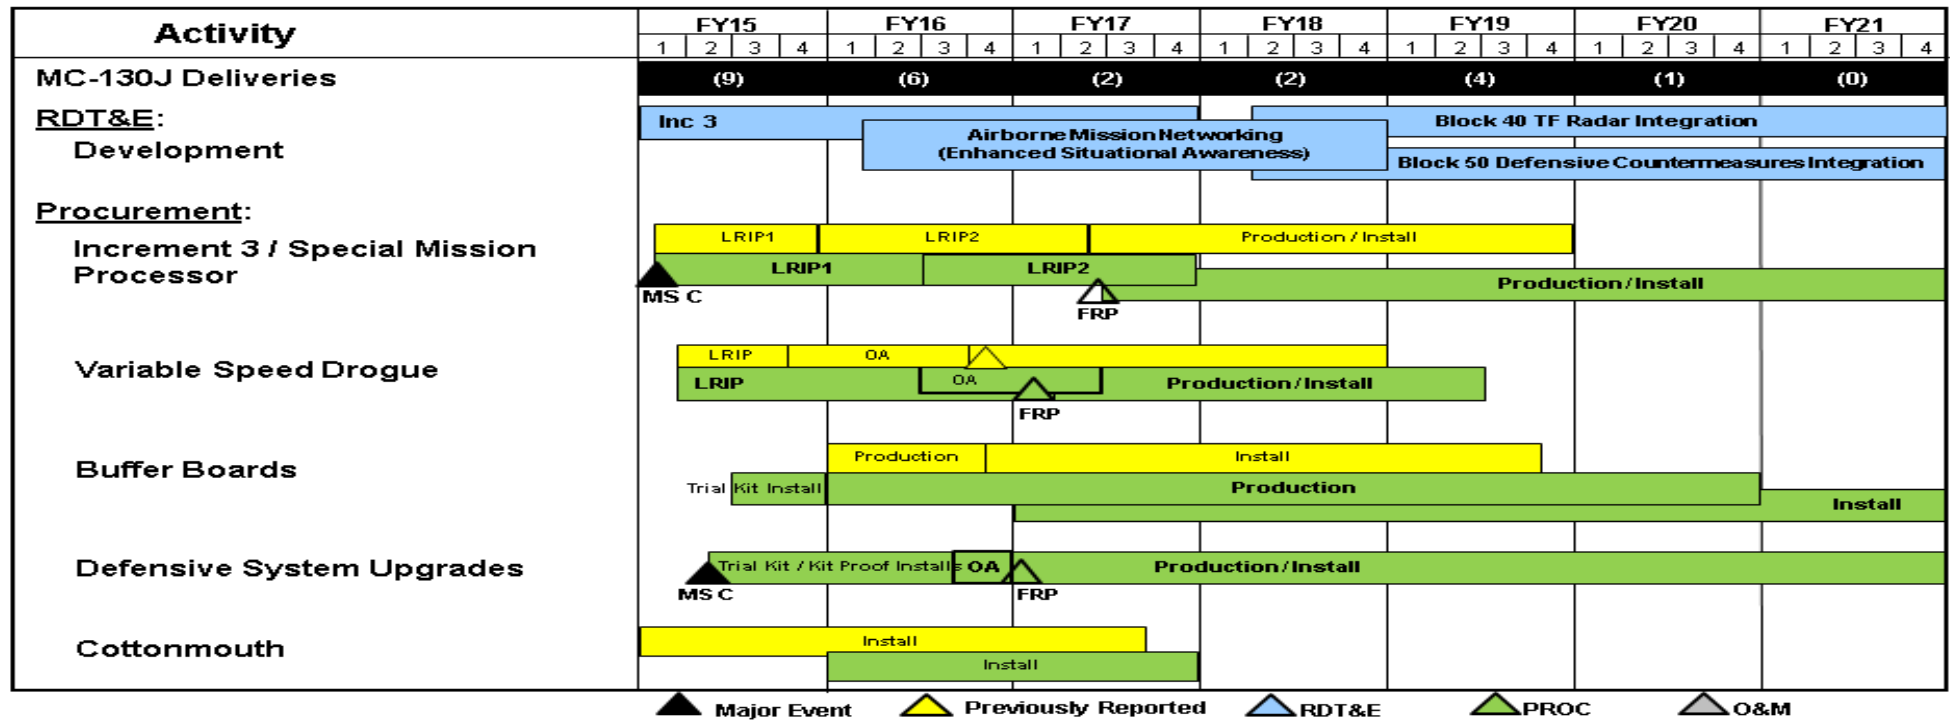 Activity
FY15 FY16 FY17 FY18 FY19 FY20 FY21
1 2 3 4 1 2 3 4 1 2 3 4 1 2 3 4 1 2 3 4 1 2 3 4 1 2 3 4
MC-130J Deliveries (9) (6) (2) (2) (4) (1) (0)
RDT&E:
Development
Inc 3
Airborne Mission Networking
(Enhanced Situational Awareness)
Block 40 TF Radar Integration
Block 50 Defensive Countermeasures Integration
Procurement:
Increment 3 / Special Mission
Processor
LRIP1 LRIP2 Production / Install
LRIP1 LRIP2 Production / Install
MS C
FRP
Variable Speed Drogue
LRIP OA
LRIP OA Production / Install
FRP
Buffer Boards
Production Install
Trial Kit Install Production
Install
Defensive System Upgrades
Trial Kit / Kit Proof Installs OA Production / Install
MS C FRP
Cottonmouth
Install
Install
Major Event Previously Reported RDT&E PROC O&M